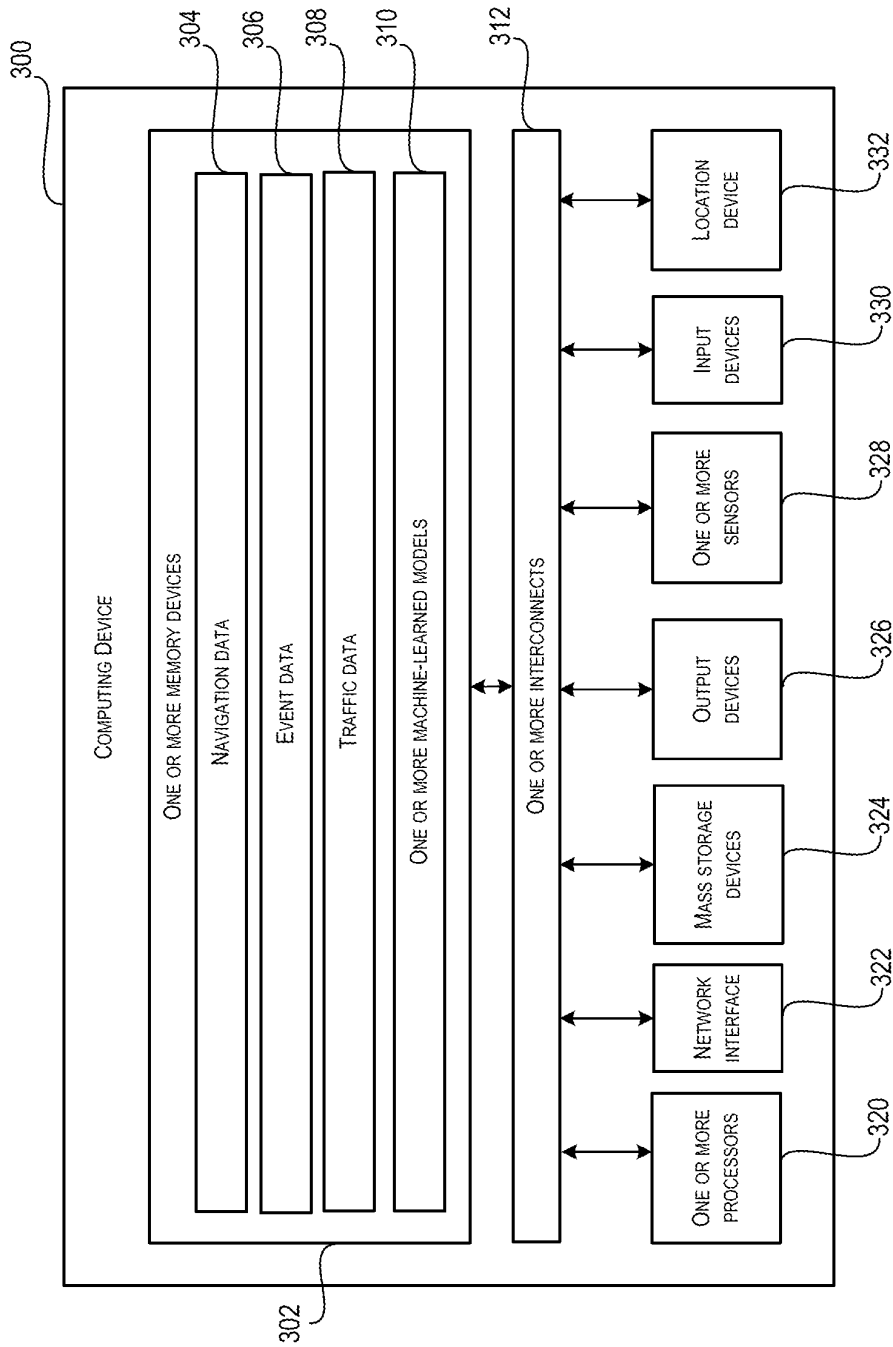 300
COMPUTING DEVICE
ONE OR MORE MEMORY DEVICES
302
NAVIGATION DATA
304
EVENT DATA
306
TRAFFIC DATA
308
ONE OR MORE MACHINE-LEARNED MODELS
310
ONE OR MORE INTERCONNECTS
312
ONE OR MORE
PROCESSORS
NETWORK
INTERFACE
MASS STORAGE
DEVICES
OUTPUT
DEVICES
ONE OR MORE
SENSORS
INPUT
DEVICES
LOCATION
DEVICE
320
322
324
326
328
330
332